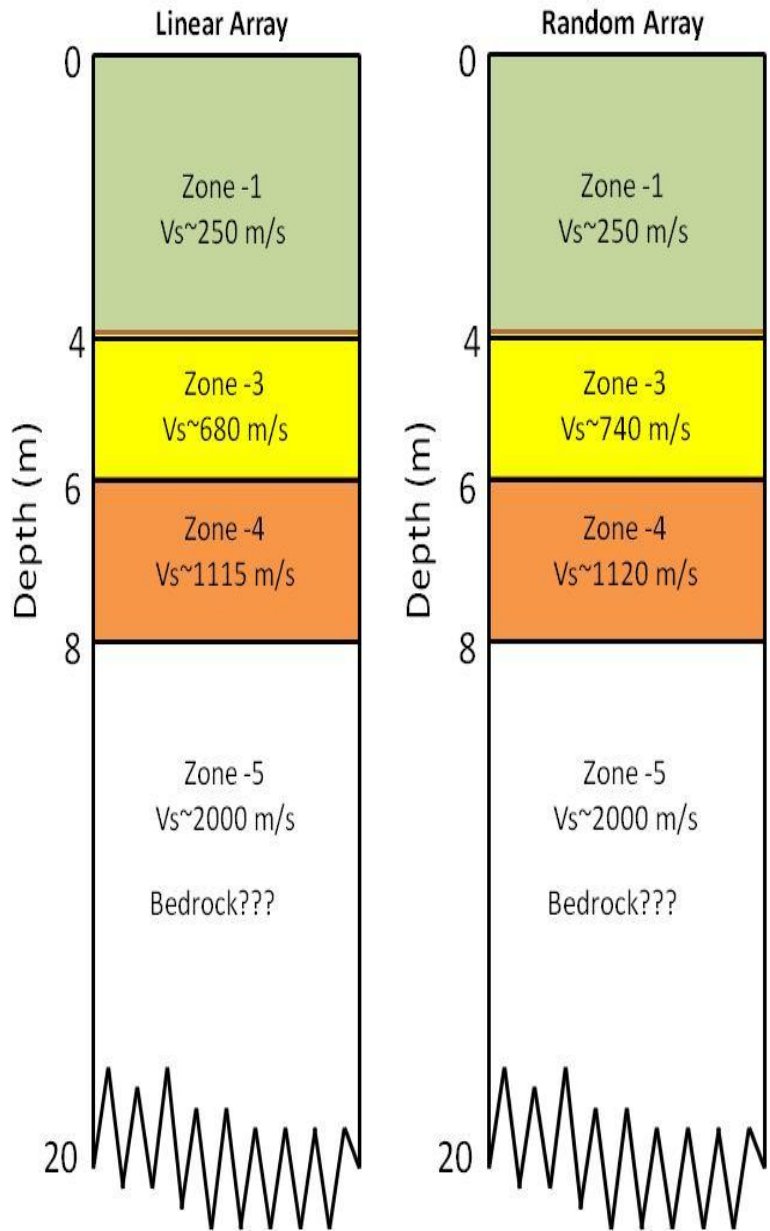 Linear Array
0
Zone -1
Vs~250 m/s
4
Zone -3
Vs~680 m/s
6
Zone -4
Vs~1115 m/s
8
Zone -5
Vs~2000 m/s
Bedrock???
20
Depth (m)
Random Array
0
Zone -1
Vs~250 m/s
4
Zone -3
Vs~740 m/s
6
Zone -4
Vs~1120 m/s
8
Zone -5
Vs~2000 m/s
Bedrock???
20
Depth (m)